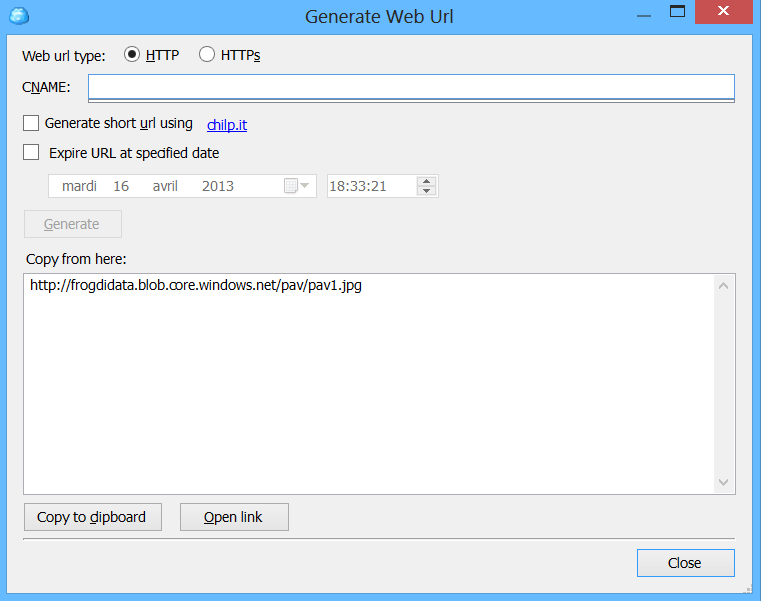 Generate Web Url
Web url type: HTTP HTTPs
CNAME:
Generate short url using chilp.it
Expire URL at specified date
mardi 16 avril 2013 18:33:21
Generate
Copy from here:
http://frogdidata.blob.core.windows.net/pav/pav1.jpg
Copy to clipboard Open link
Close